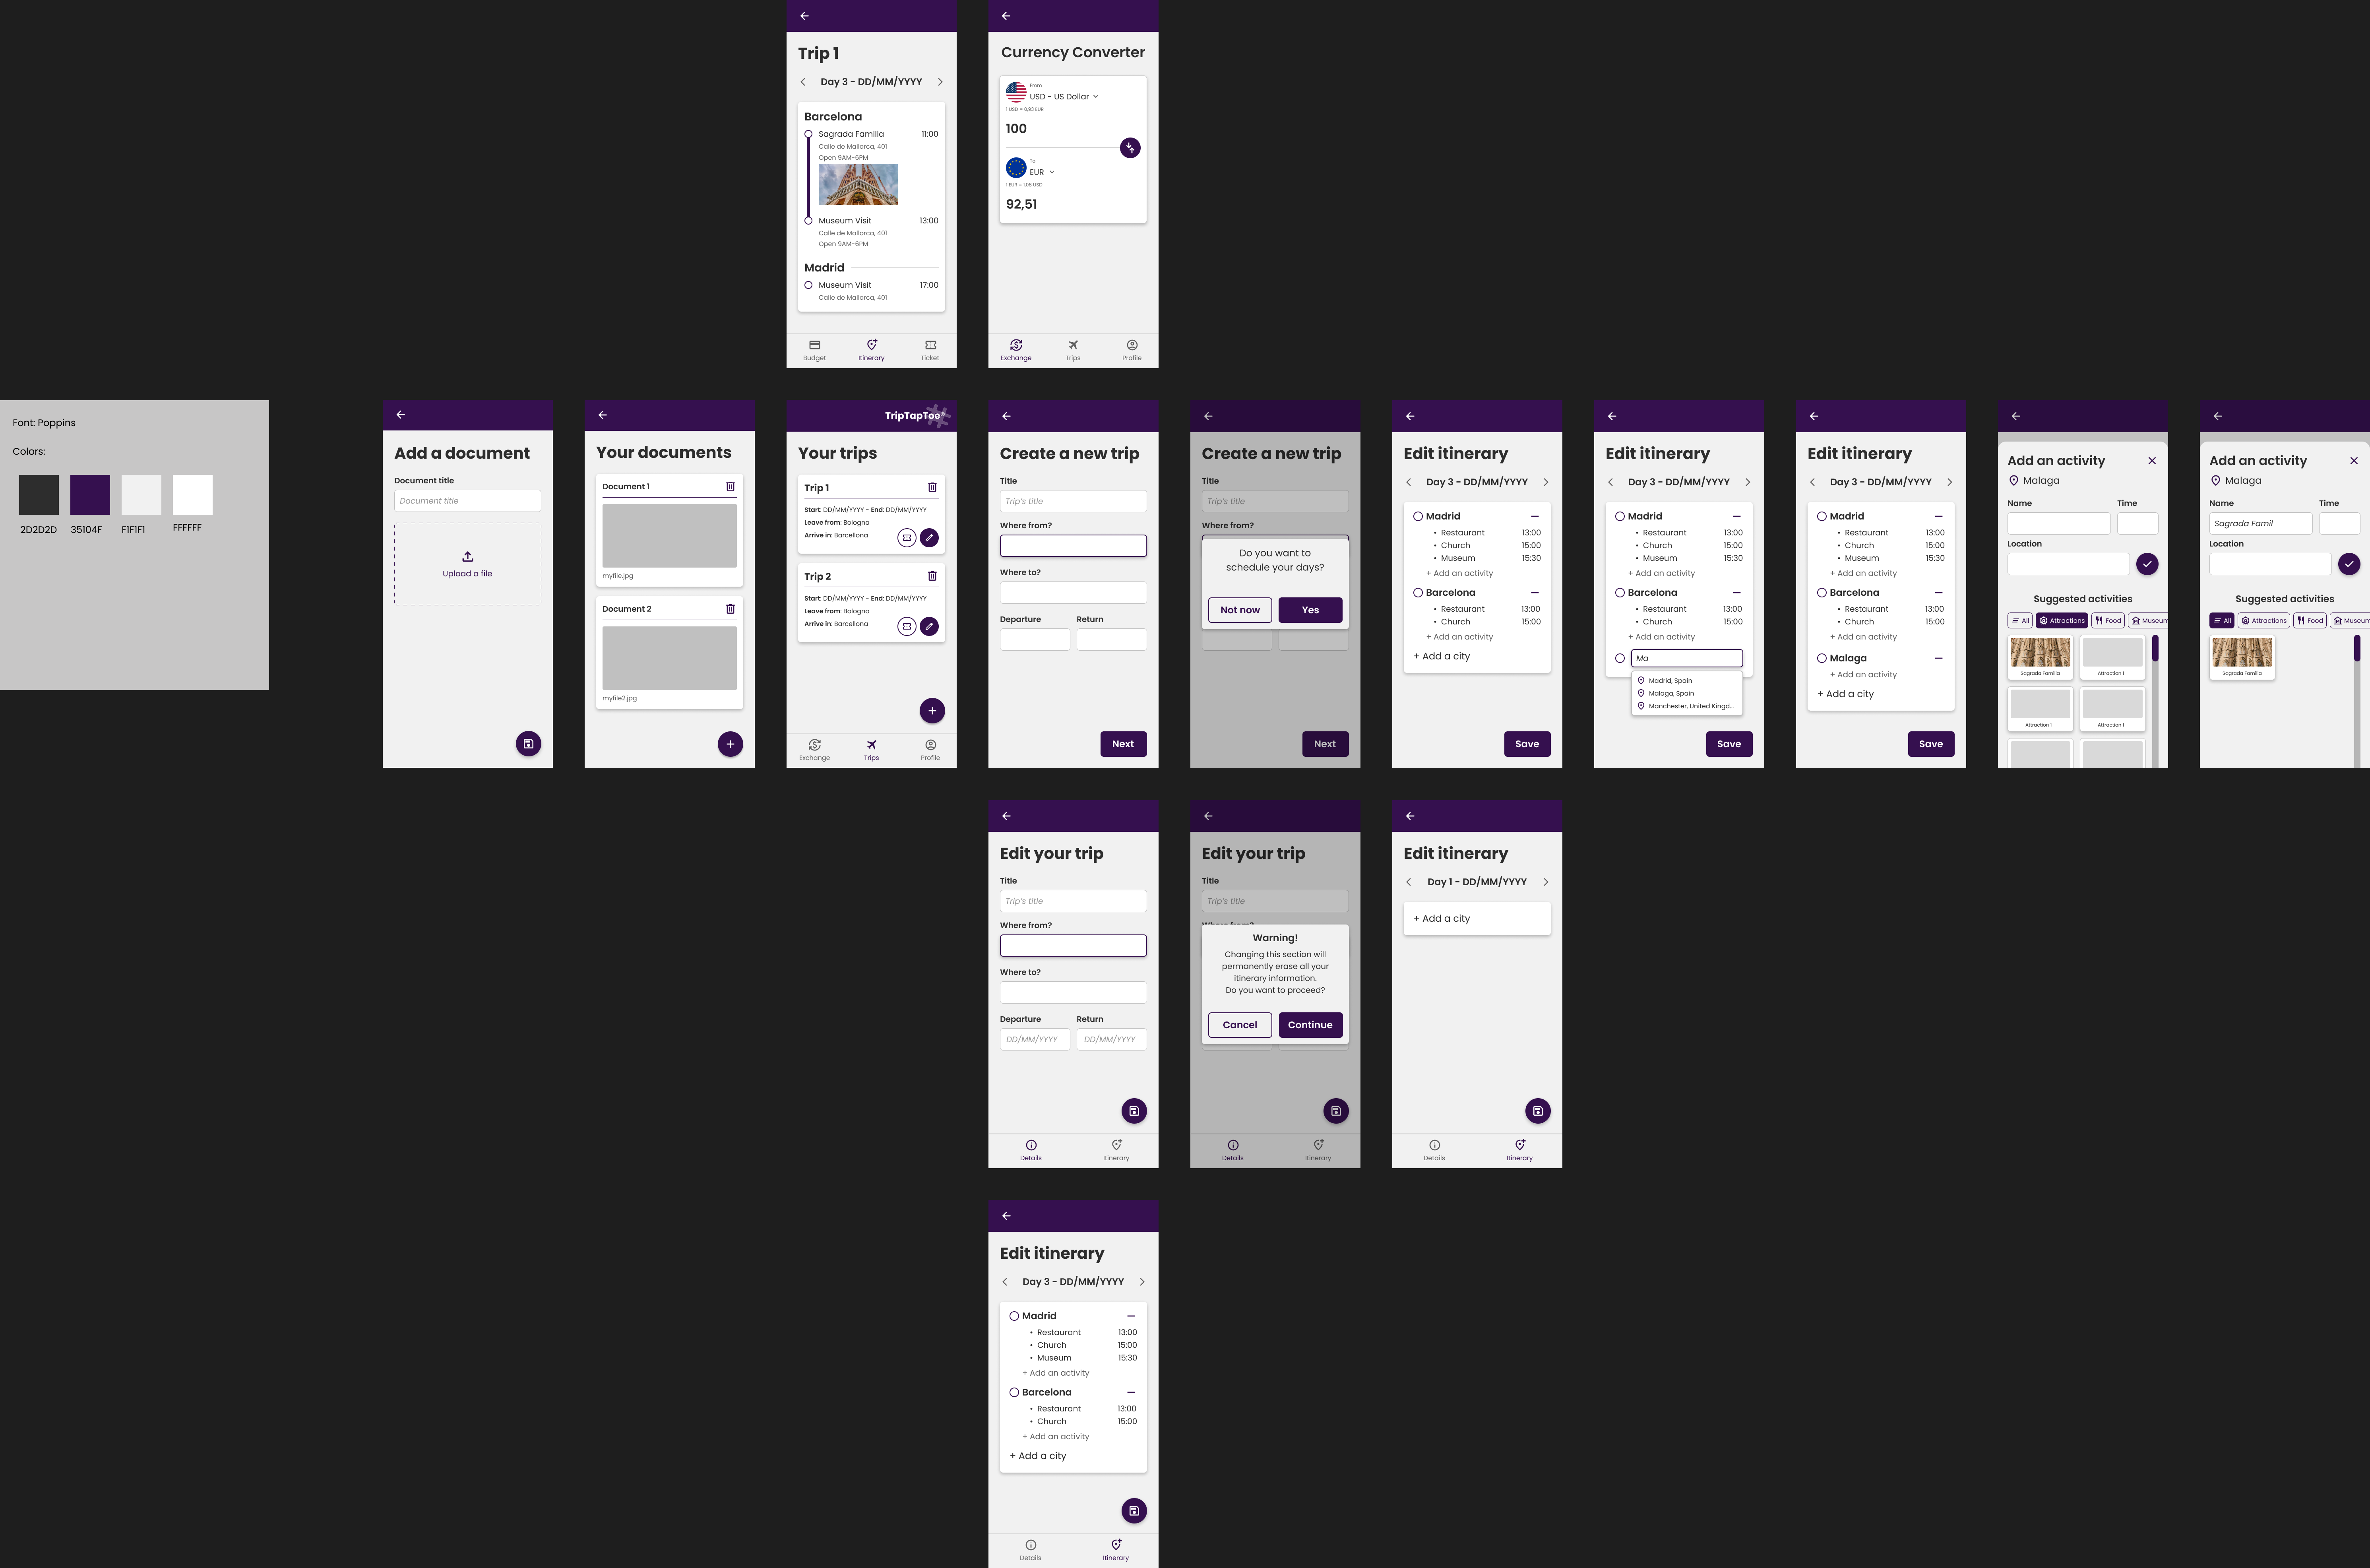 Trip 1
Day 3 - DD/MM/YYYY
Barcelona
Sagrada Familia 11:00
Calle de Mallorca, 401
Open 9AM-6PM
Museum Visit 13:00
Calle de Mallorca, 401
Open 9AM-6PM
Madrid
Museum Visit 17:00
Calle de Mallorca, 401
Budget Itinerary Ticket
Currency Converter
From
USD - US Dollar
1 USD = 0,93 EUR
100
To
EUR
1 EUR = 1,08 USD
92,51
Exchange Trips Profile
Font: Poppins
Colors:
2D2D2D 35104F F1F1F1 FFFFFF
Add a document
Document title
Document title
Upload a file
Your documents
Document 1
myfile.jpg
Document 2
myfile2.jpg
TripTapToe
Your trips
Trip 1
Start: DD/MM/YYYY - End: DD/MM/YYYY
Leave from: Bologna
Arrive in: Barcellona
Trip 2
Start: DD/MM/YYYY - End: DD/MM/YYYY
Leave from: Bologna
Arrive in: Barcellona
Exchange Trips Profile
Create a new trip
Title
Trip's title
Where from?
Where to?
Departure Return
Next
Create a new trip
Title
Trip's title
Where from?
Do you want to
schedule your days?
Not now Yes
Next
Edit itinerary
Day 3 - DD/MM/YYYY
Madrid
• Restaurant 13:00
• Church 15:00
• Museum 15:30
+ Add an activity
Barcelona
• Restaurant 13:00
• Church 15:00
+ Add an activity
+ Add a city
Save
Edit itinerary
Day 3 - DD/MM/YYYY
Madrid
• Restaurant 13:00
• Church 15:00
• Museum 15:30
+ Add an activity
Barcelona
• Restaurant 13:00
• Church 15:00
+ Add an activity
Ma
Madrid, Spain
Malaga, Spain
Manchester, United Kingd...
Save
Edit itinerary
Day 3 - DD/MM/YYYY
Madrid
• Restaurant 13:00
• Church 15:00
• Museum 15:30
+ Add an activity
Barcelona
• Restaurant 13:00
• Church 15:00
+ Add an activity
Malaga
+ Add an activity
+ Add a city
Save
Add an activity
Malaga
Name Time
Location
Suggested activities
All Attractions Food Museum
Sagrada Familia Attraction 1
Attraction 1 Attraction 1
Add an activity
Malaga
Name Time
Sagrada Famil
Location
Suggested activities
All Attractions Food Museum
Sagrada Familia
Edit your trip
Title
Trip's title
Where from?
Where to?
Departure Return
DD/MM/YYYY DD/MM/YYYY
Details Itinerary
Edit your trip
Title
Trip's title
Where from?
Warning!
Changing this section will
permanently erase all your
itinerary information.
Do you want to proceed?
Cancel Continue
Details Itinerary
Edit itinerary
Day 1 - DD/MM/YYYY
+ Add a city
Details Itinerary
Edit itinerary
Day 3 - DD/MM/YYYY
Madrid
• Restaurant 13:00
• Church 15:00
• Museum 15:30
+ Add an activity
Barcelona
• Restaurant 13:00
• Church 15:00
+ Add an activity
+ Add a city
Details Itinerary